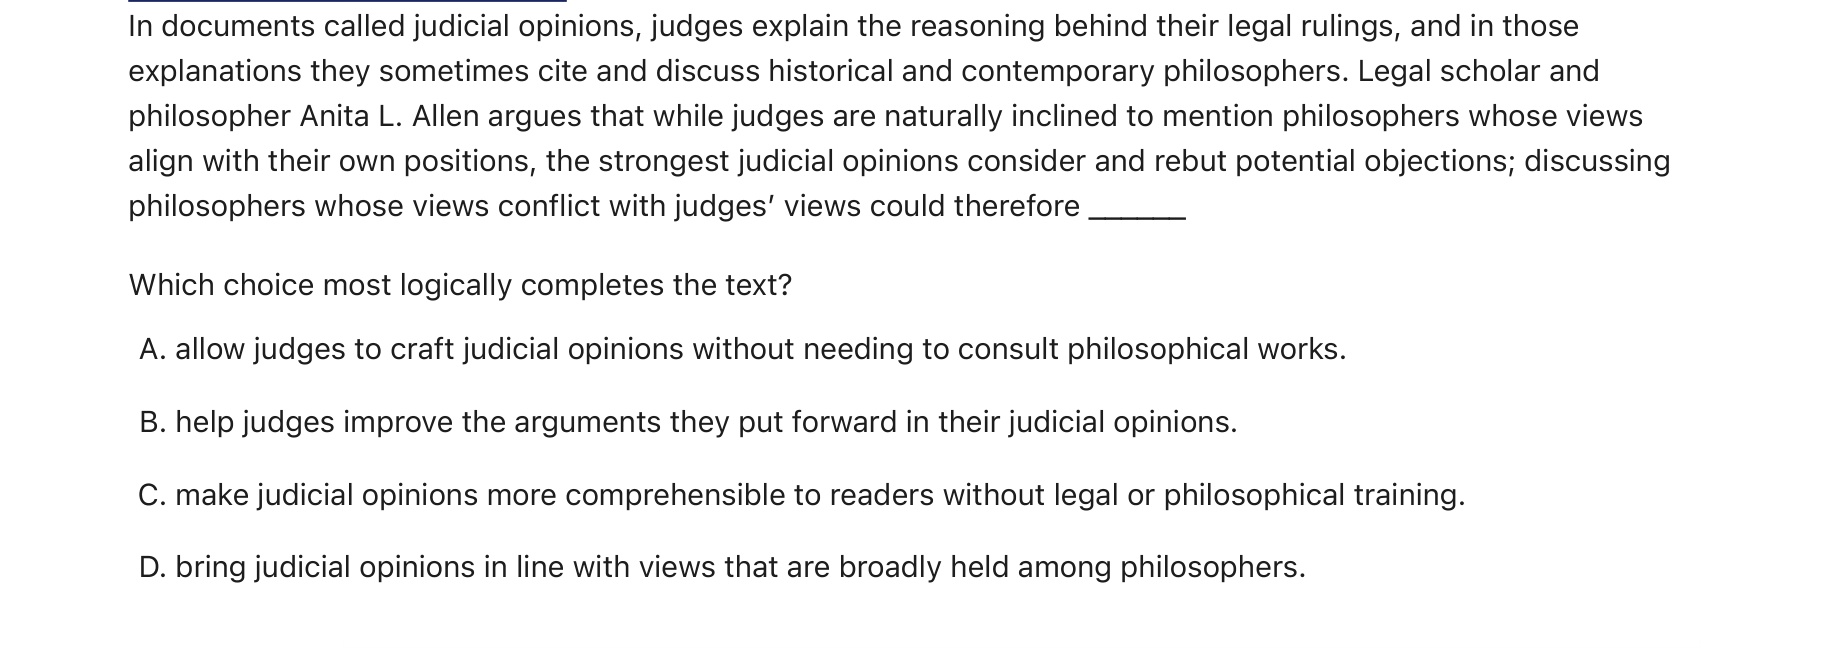 In documents called judicial opinions, judges explain the reasoning behind their legal rulings, and in those
explanations they sometimes cite and discuss historical and contemporary philosophers. Legal scholar and
philosopher Anita L. Allen argues that while judges are naturally inclined to mention philosophers whose views
align with their own positions, the strongest judicial opinions consider and rebut potential objections; discussing
philosophers whose views conflict with judges’ views could therefore ______
Which choice most logically completes the text?
A. allow judges to craft judicial opinions without needing to consult philosophical works.
B. help judges improve the arguments they put forward in their judicial opinions.
C. make judicial opinions more comprehensible to readers without legal or philosophical training.
D. bring judicial opinions in line with views that are broadly held among philosophers.